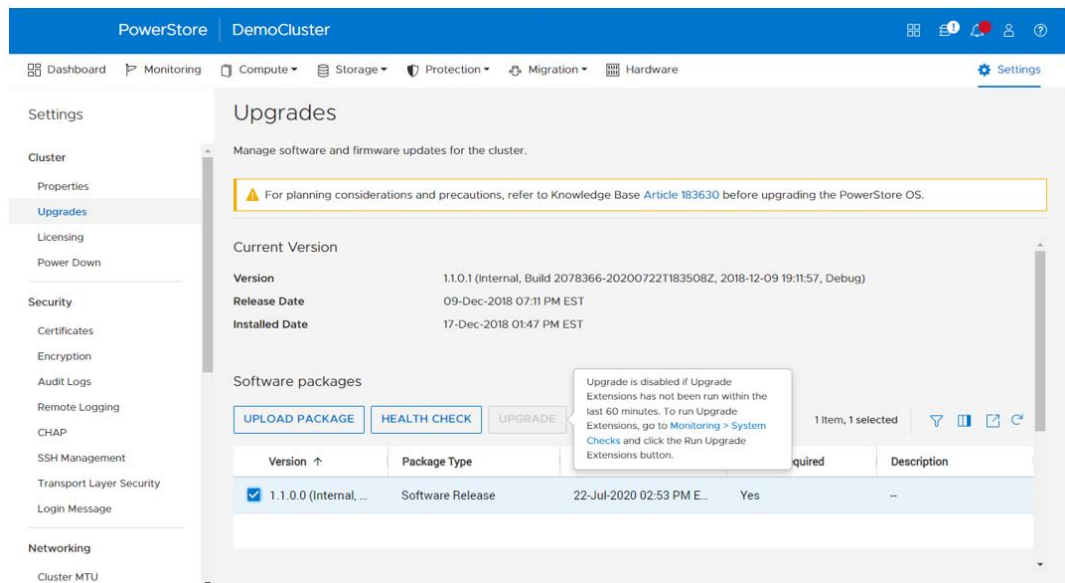 PowerStore DemoCluster
Dashboard Monitoring Compute Storage Protection Migration Hardware Settings
Settings
Cluster
Properties
Upgrades
Licensing
Power Down
Security
Certificates
Encryption
Audit Logs
Remote Logging
CHAP
SSH Management
Transport Layer Security
Login Message
Networking
Cluster MTU
Upgrades
Manage software and firmware updates for the cluster.
For planning considerations and precautions, refer to Knowledge Base Article 183630 before upgrading the PowerStore OS.
Current Version
Version 1.1.0.1 (Internal, Build 2078366-20200722T183508Z, 2018-12-09 19:11:57, Debug)
Release Date 09-Dec-2018 07:11 PM EST
Installed Date 17-Dec-2018 01:47 PM EST
Software packages
UPLOAD PACKAGE HEALTH CHECK UPGRADE
Upgrade is disabled if Upgrade
Extensions has not been run within the
last 60 minutes. To run Upgrade
Extensions, go to Monitoring > System
Checks and click the Run Upgrade
Extensions button.
1 Item, 1 selected
Version ↑ Package Type quired Description
1.1.0.0 (Internal, ... Software Release 22-Jul-2020 02:53 PM E... Yes --